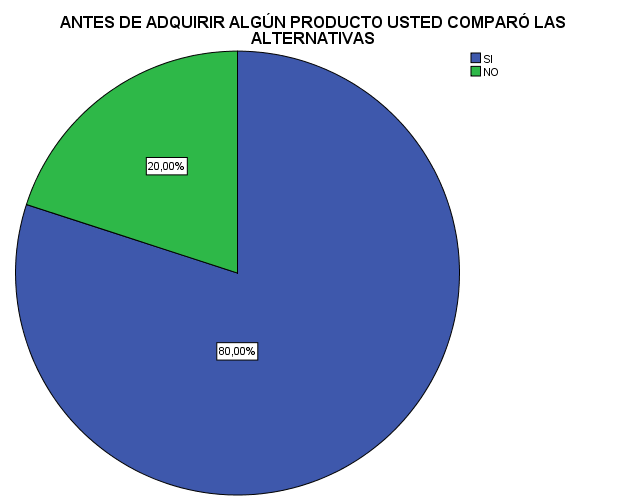 ANTES DE ADQUIRIR ALGÚN PRODUCTO USTED COMPARÓ LAS
ALTERNATIVAS
SI
NO
20,00%
80,00%